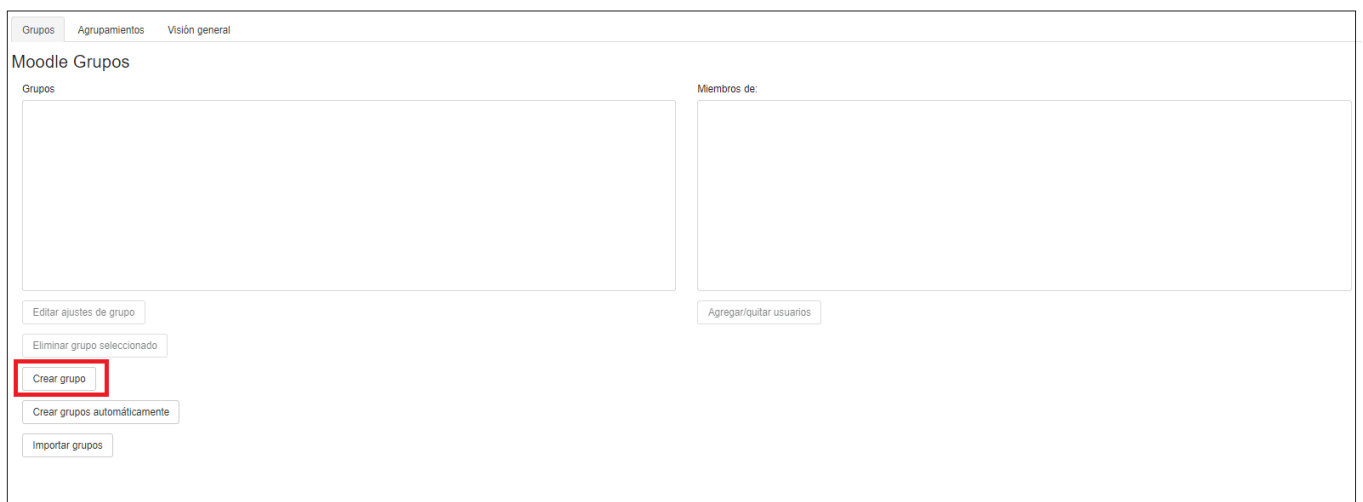 Grupos Agrupamientos Visión general
Moodle Grupos
Grupos
Miembros de:
Editar ajustes de grupo
Agregar/quitar usuarios
Eliminar grupo seleccionado
Crear grupo
Crear grupos automáticamente
Importar grupos